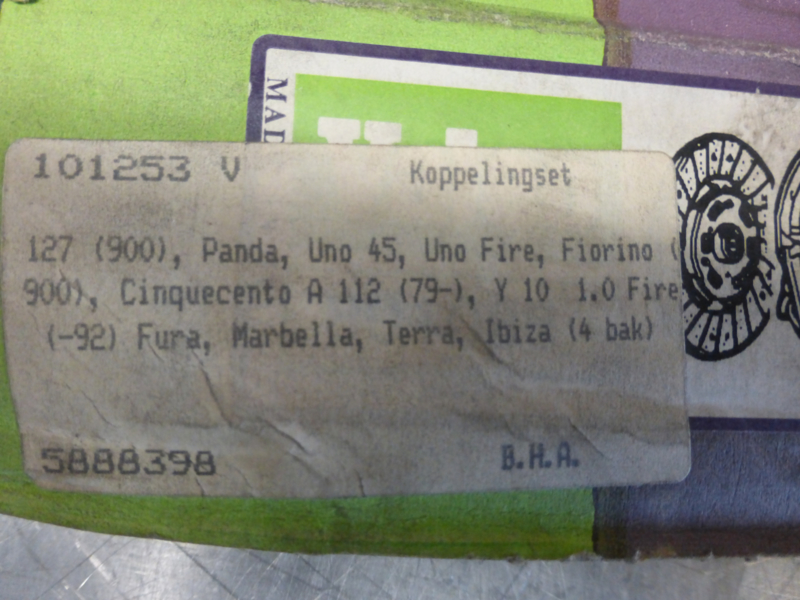 MAD
101253 V
Koppelingset
127 (900), Panda, Uno 45, Uno Fire, Fiorino (
900), Cinquecento A 112 (79-), Y 10 1.0 Fire
(-92) Fura, Marbella, Terra, Ibiza (4 bak)
5888398
B.H.A.